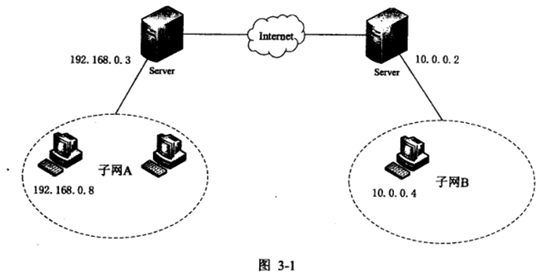 Internet
192.168.0.3
Server
Server
10.0.0.2
子网A
192.168.0.8
子网B
10.0.0.4
图 3-1